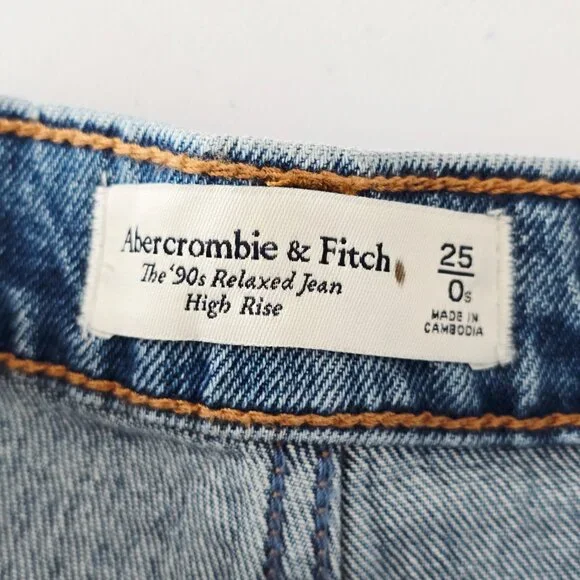 Abercrombie & Fitch
The '90s Relaxed Jean
High Rise
25
0s
MADE IN
CAMBODIA